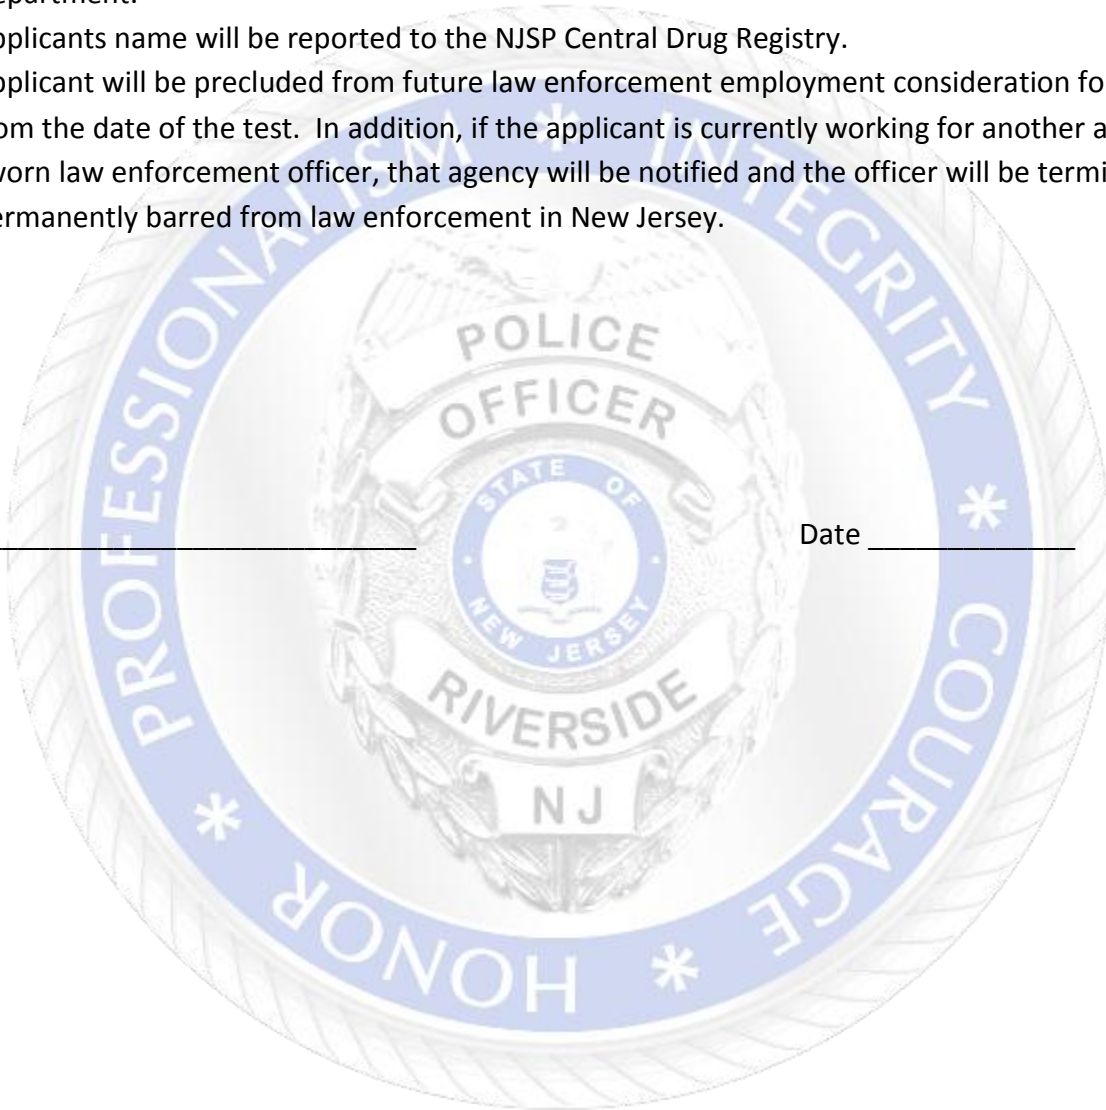 epartment.
pplicants name will be reported to the NJSP Central Drug Registry.
pplicant will be precluded from future law enforcement employment consideration fo
om the date of the test.  In addition, if the applicant is currently working for another a
worn law enforcement officer, that agency will be notified and the officer will be termi
ermanently barred from law enforcement in New Jersey.
PROFESSIONALISM * INTEGRITY * COURAGE * HONOR *
POLICE
OFFICER
STATE OF
NEW JERSEY
RIVERSIDE
NJ
__________________________ Date _____________